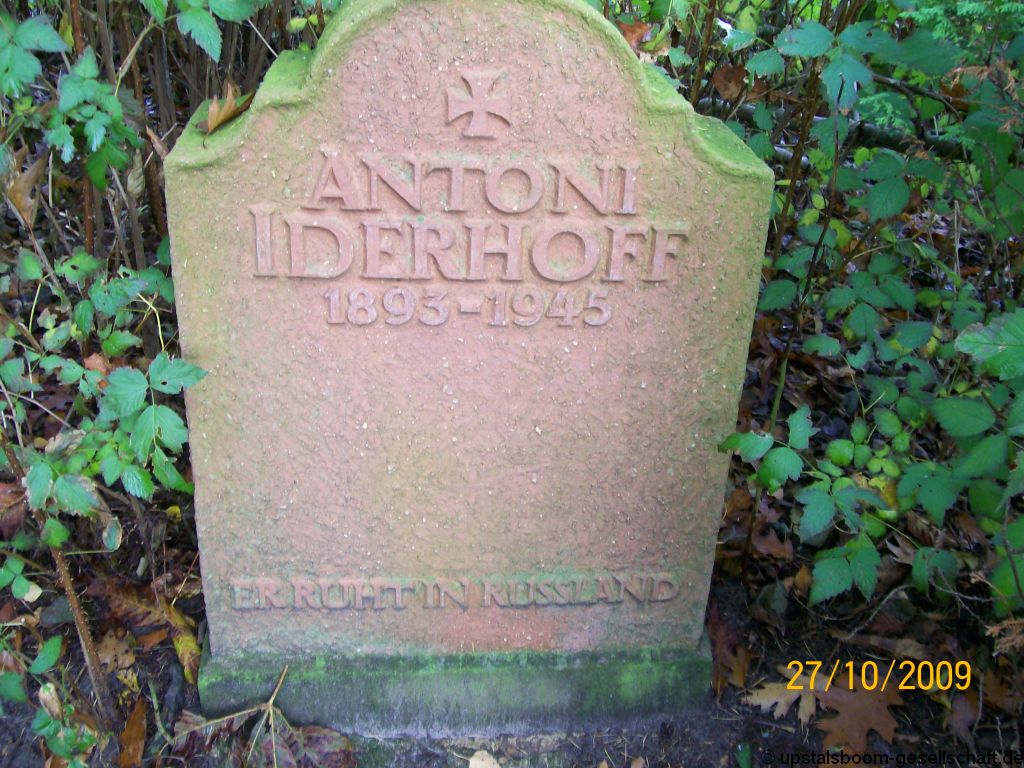 ANTONI
IDERHOFF
1893-1945
ER RUHT IN RUSSLAND
27/10/2009
© upstalsboom-gesellschaft.de